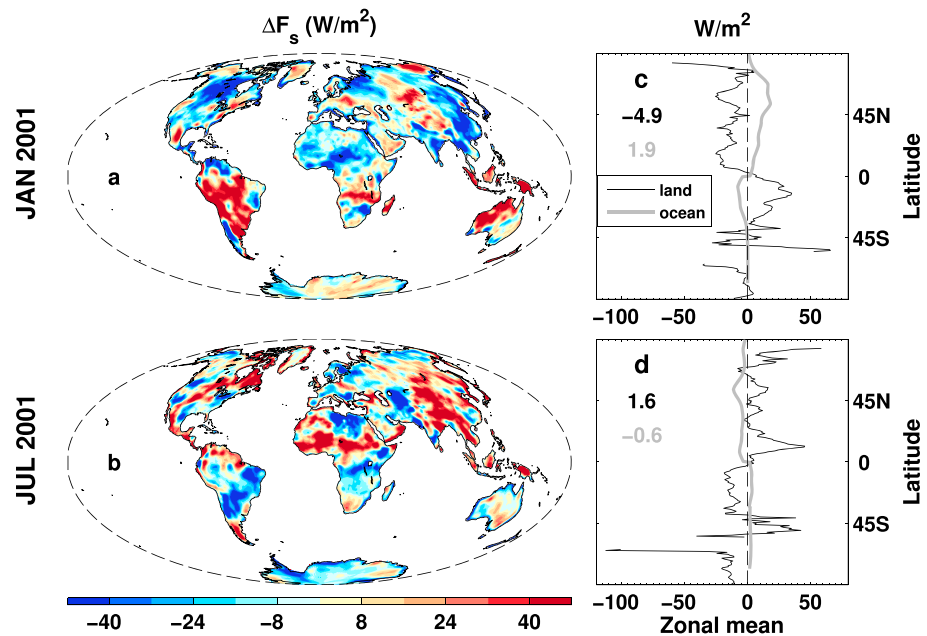 ΔFs (W/m²)
W/m²
JAN 2001
a
c
−4.9
1.9
land
ocean
45N
0
45S
Latitude
−100 −50 0 50
JUL 2001
b
d
1.6
−0.6
45N
0
45S
Latitude
−100 −50 0 50
Zonal mean
−40 −24 −8 8 24 40